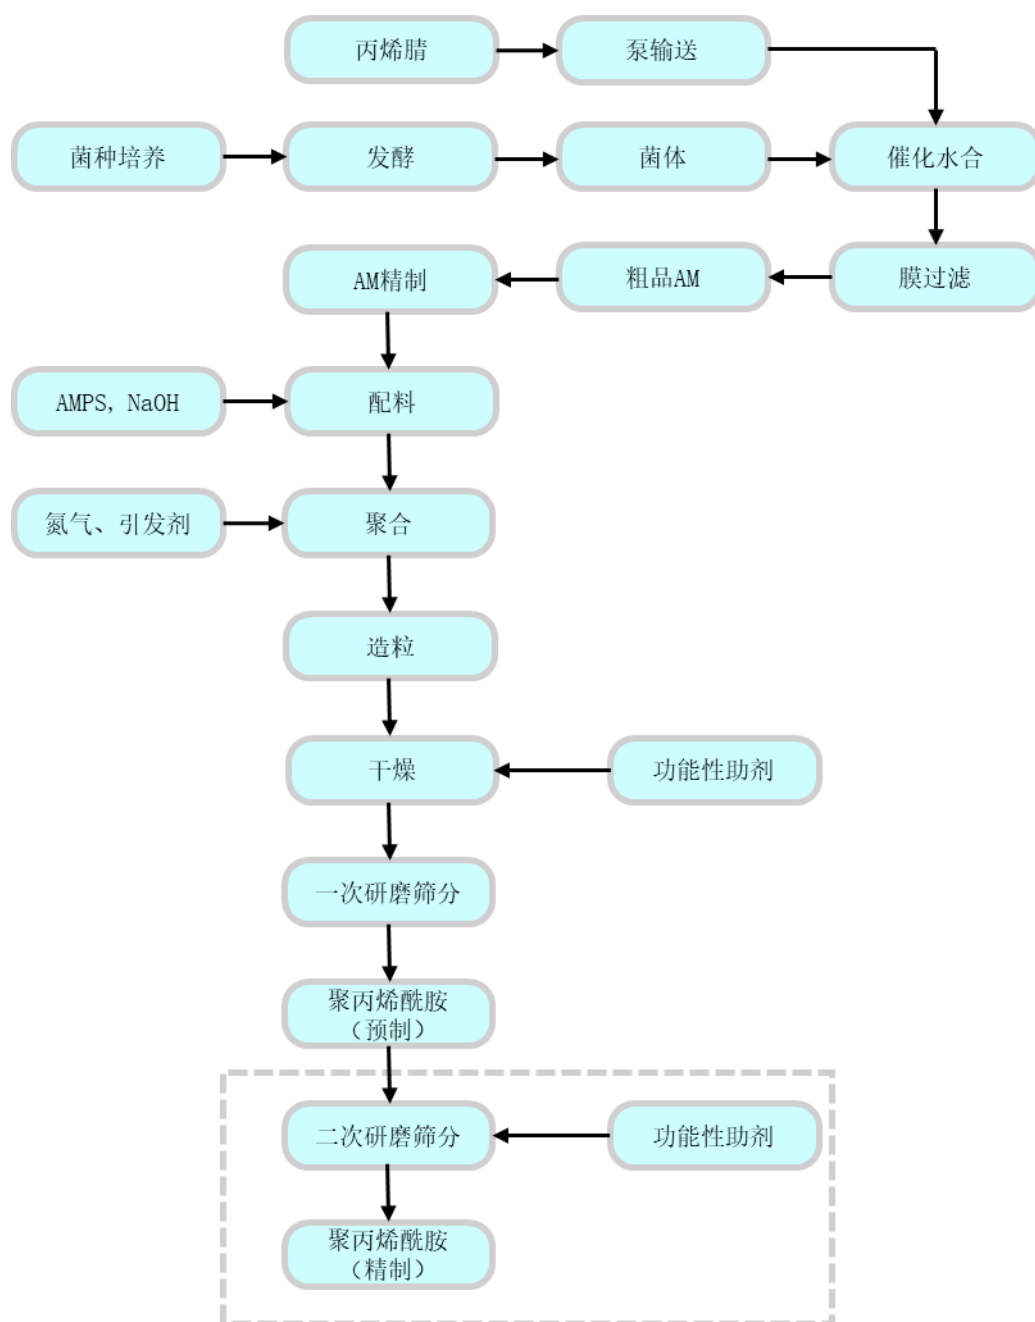 丙烯腈
泵输送
菌种培养
发酵
菌体
催化水合
AM精制
粗品AM
膜过滤
AMPS, NaOH
配料
氮气、引发剂
聚合
造粒
干燥
功能性助剂
一次研磨筛分
聚丙烯酰胺
（预制）
二次研磨筛分
功能性助剂
聚丙烯酰胺
（精制）